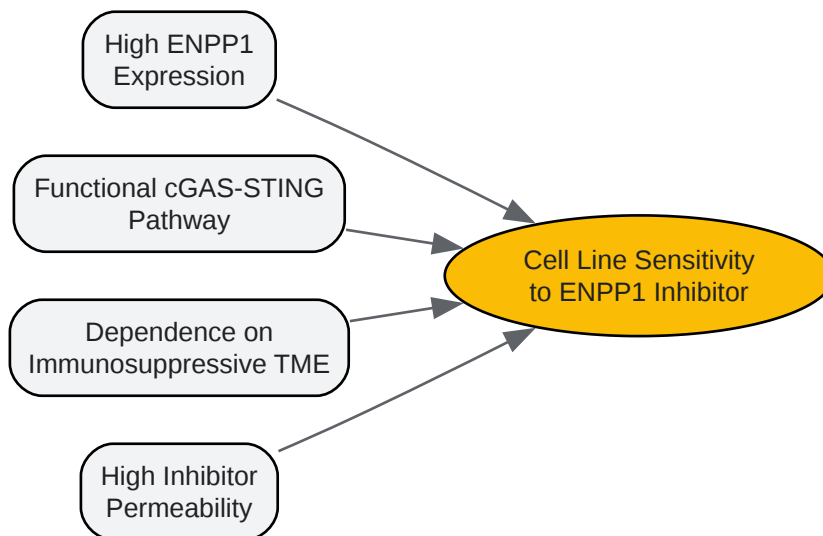 High ENPP1
Expression
Functional cGAS-STING
Pathway
Cell Line Sensitivity
to ENPP1 Inhibitor
Dependence on
Immunosuppressive TME
High Inhibitor
Permeability